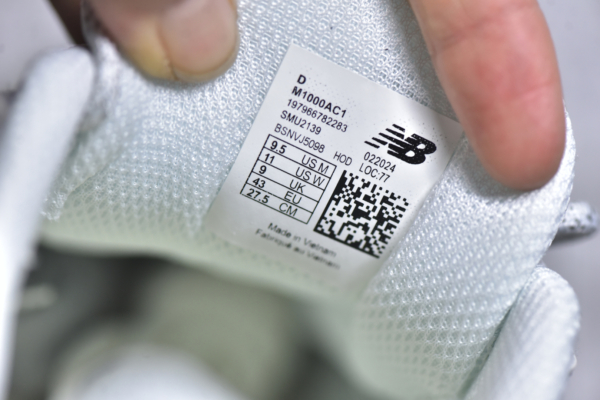 D
M1000AC1
197966782283
SMU2139
BSNVJ5098 HOD 022024
LOC:77
NB
9.5 US M
11 US W
9 UK
43 EU
27.5 CM
Made in Vietnam
Fabriqué au Vietnam